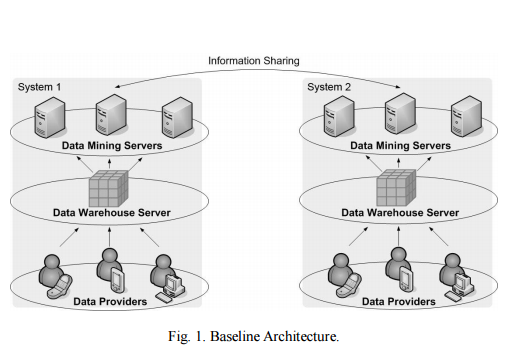 Information Sharing
System 1
Data Mining Servers
Data Warehouse Server
Data Providers
System 2
Data Mining Servers
Data Warehouse Server
Data Providers
Fig. 1. Baseline Architecture.